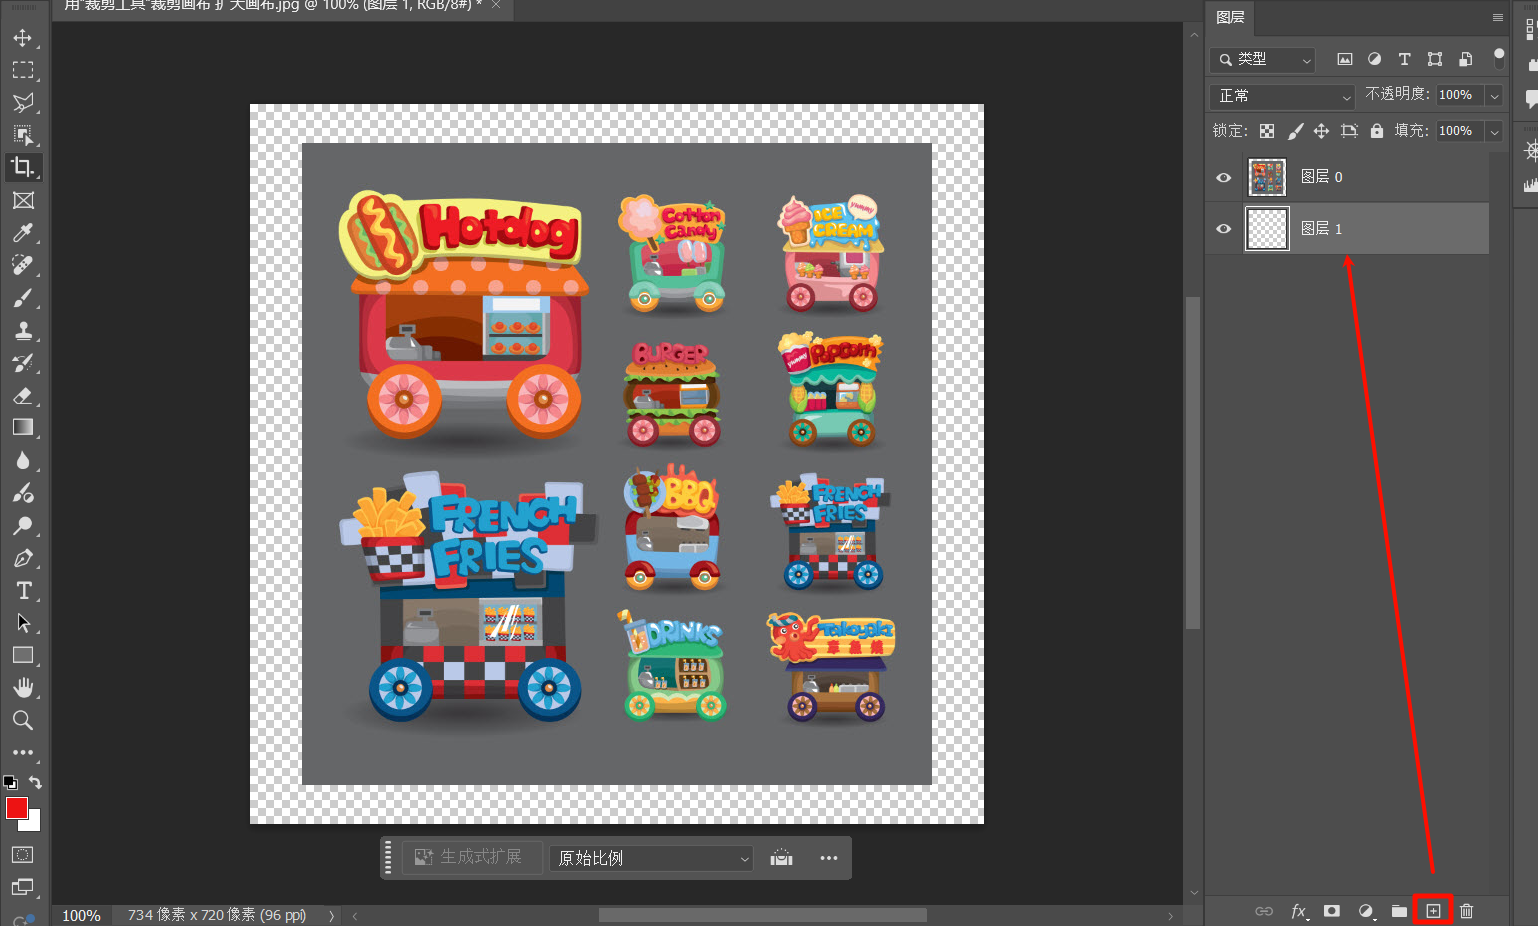 用"裁剪工具"裁剪画布 扩大画布.jpg @ 100% (图层 1, RGB/8#) * ×
图层
类型
正常
不透明度: 100%
锁定:
填充: 100%
图层 0
图层 1
Hotdog
Cotton
Candy
ICE
CREAM
yummy
BURGER
yummy
POPCORN
FRENCH
FRIES
BBQ
FRENCH
FRIES
DRINKS
Takoyaki
章魚燒
生成式扩展
原始比例
100%
734 像素 x 720 像素 (96 ppi)
fx